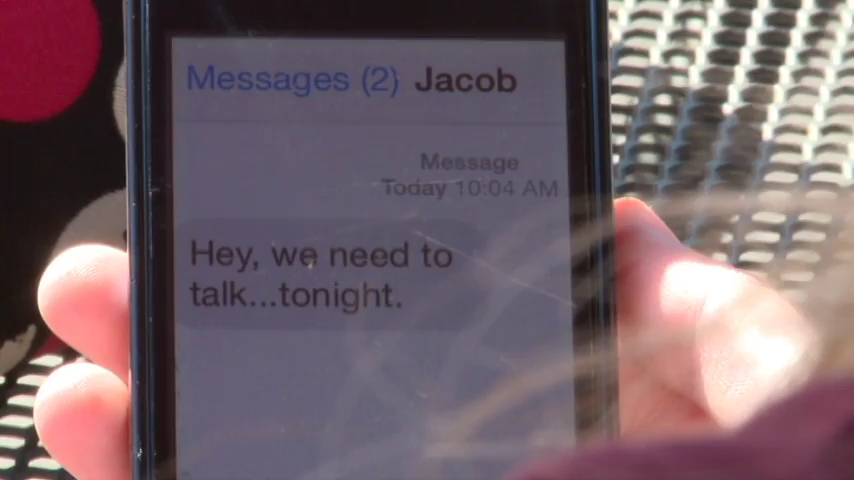 Messages (2) Jacob
Message
Today 10:04 AM
Hey, we need to
talk...tonight.